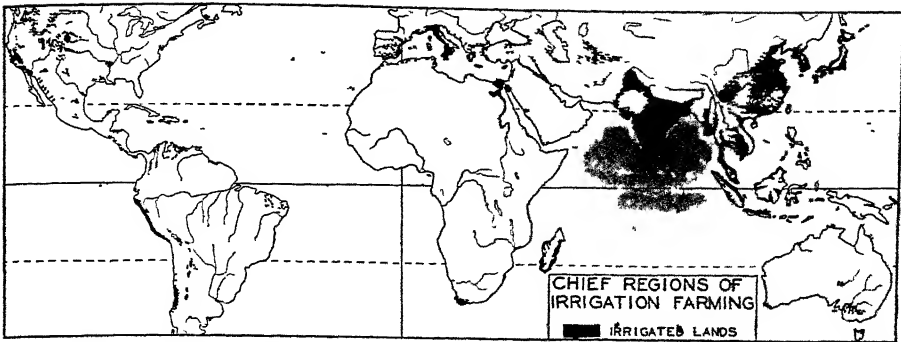 CHIEF REGIONS OF
IRRIGATION FARMING
IRRIGATED LANDS